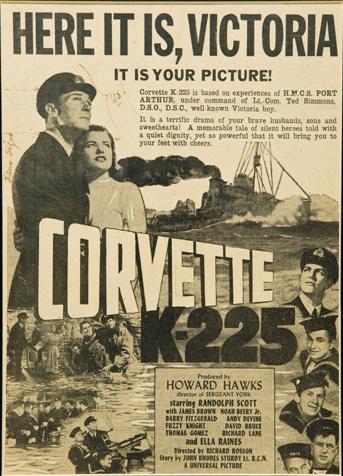 HERE IT IS, VICTORIA
IT IS YOUR PICTURE!
Corvette K-225 is based on experiences of H.M.C.S. PORT
ARTHUR, under command of Lt.-Com. Ted Simmons,
D.S.O., D.S.C., well-known Victoria boy.
It is a terrific drama of your brave husbands, sons and
sweethearts! A memorable tale of silent heroes told with
a quiet dignity, yet so powerful that it will bring you to
your feet with cheers.
CORVETTE
K-225
Produced by
HOWARD HAWKS
director of SERGEANT YORK
starring RANDOLPH SCOTT
with JAMES BROWN NOAH BEERY Jr.
BARRY FITZGERALD ANDY DEVINE
FUZZY KNIGHT DAVID BRUCE
THOMAS GOMEZ RICHARD LANE
and ELLA RAINES
Directed by RICHARD ROSSON
Story by JOHN RHODES STURDY Lt. R.C.N.
A UNIVERSAL PICTURE